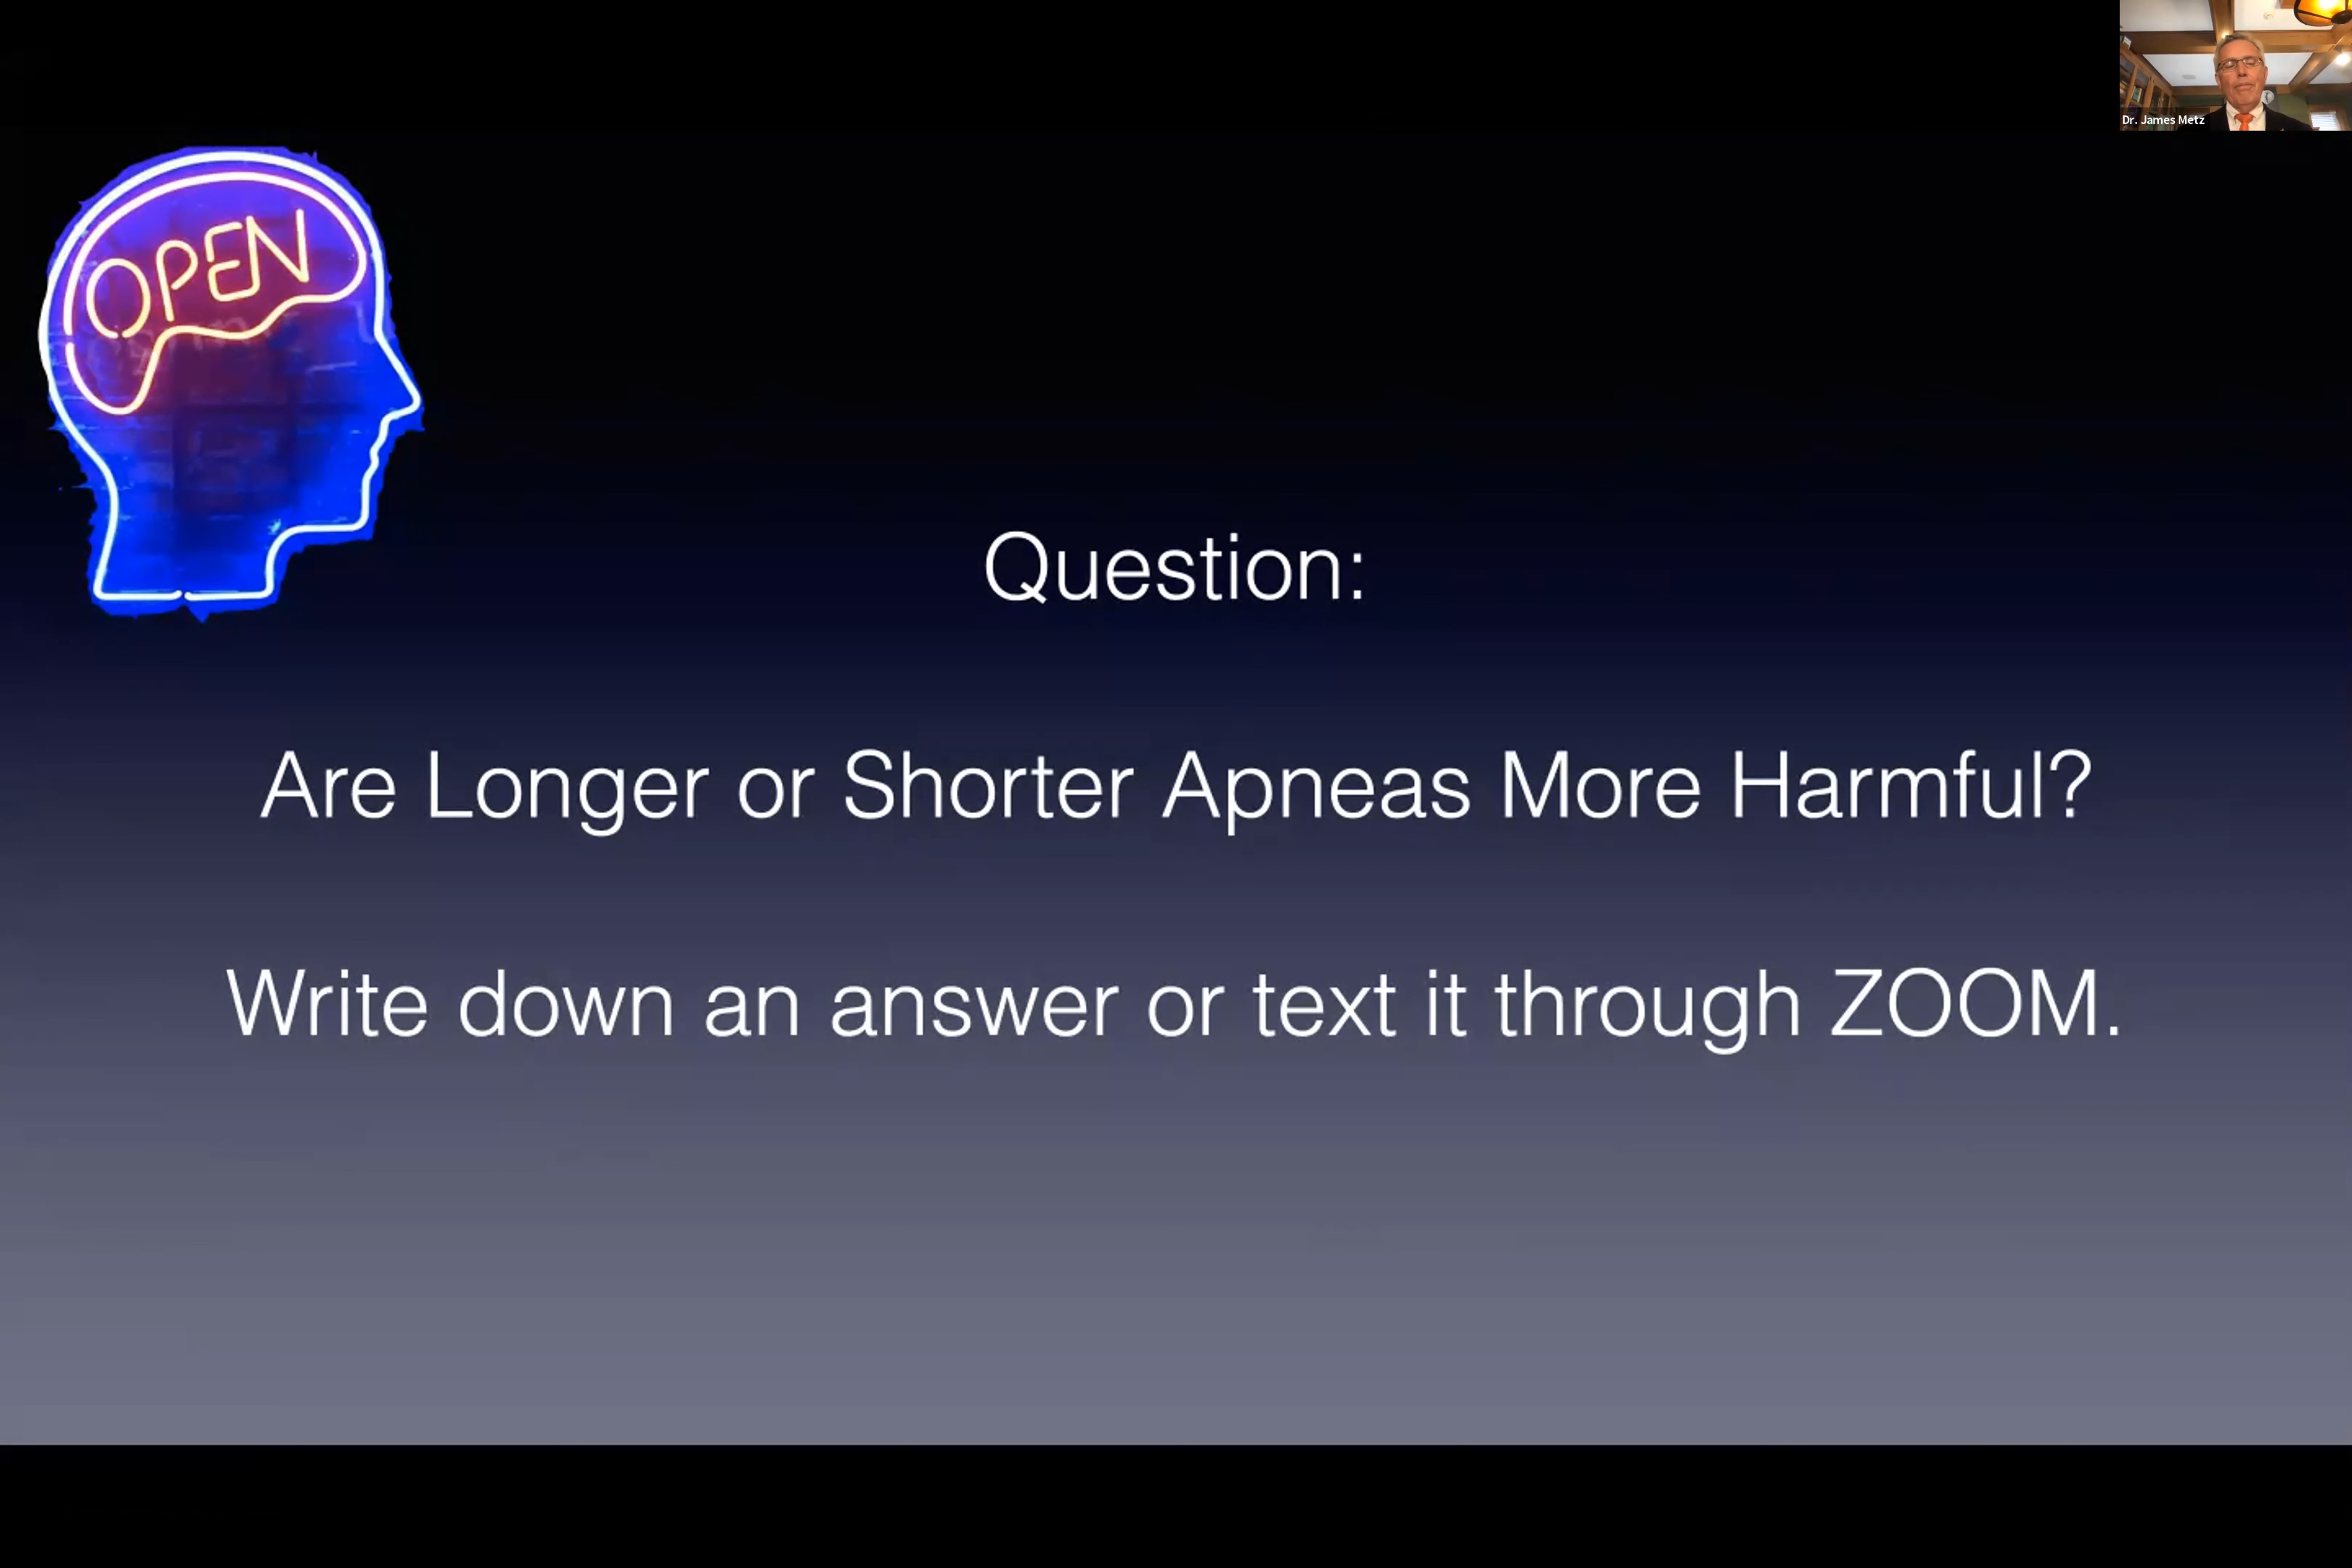 Dr. James Metz
OPEN
Question:
Are Longer or Shorter Apneas More Harmful?
Write down an answer or text it through ZOOM.